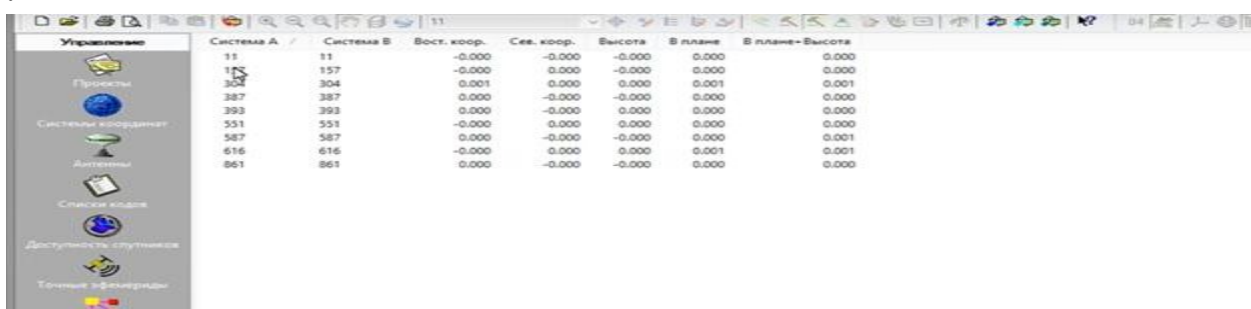 11
Управление
Проекты
Системы координат
Антенны
Списки кодов
Доступность спутников
Точные эфемериды
Система А Система В Вост. коор. Сев. коор. Высота В плане В плане+Высота
11 11 -0.000 -0.000 -0.000 0.000 0.000
157 -0.000 0.000 -0.000 0.000 0.000
304 304 0.001 0.000 0.000 0.001 0.001
387 387 0.000 -0.000 -0.000 0.000 0.000
393 393 0.000 -0.000 0.000 0.000 0.000
551 551 -0.000 0.000 0.000 0.000 0.000
587 587 0.000 -0.000 -0.000 0.000 0.001
616 616 -0.000 0.000 0.000 0.001 0.001
861 861 0.000 -0.000 -0.000 0.000 0.000